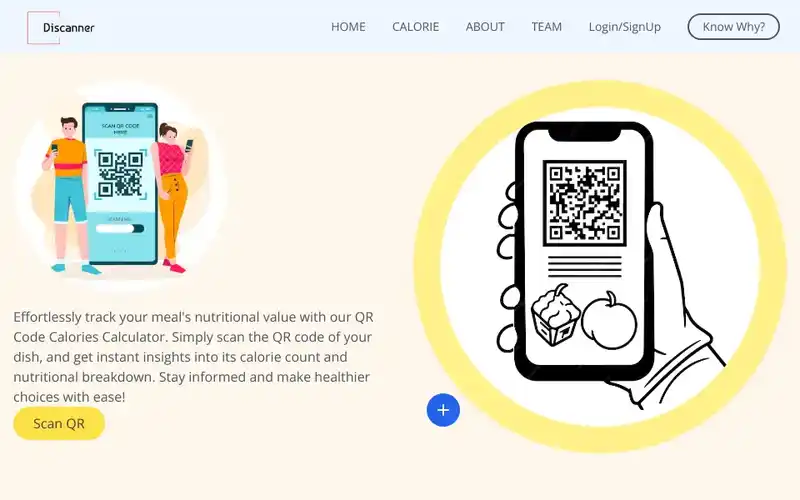 Discanner
HOME
CALORIE
ABOUT
TEAM
Login/SignUp
Know Why?
SCAN QR CODE
HERE
Effortlessly track your meal's nutritional value with our QR
Code Calories Calculator. Simply scan the QR code of your
dish, and get instant insights into its calorie count and
nutritional breakdown. Stay informed and make healthier
choices with ease!
Scan QR